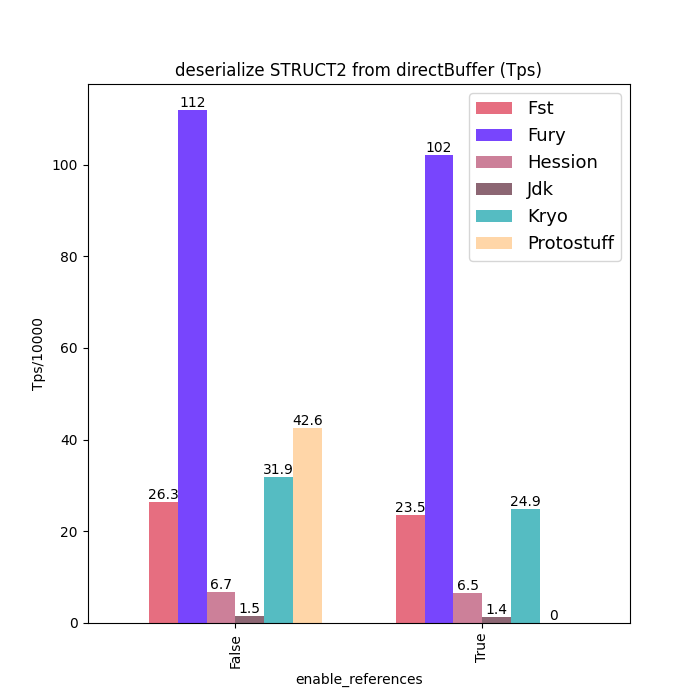 deserialize STRUCT2 from directBuffer (Tps)
112
102
Fst
Fury
Hession
Jdk
Kryo
Protostuff
100
80
60
40
20
0
Tps/10000
26.3
6.7
1.5
31.9
42.6
23.5
6.5
1.4
24.9
0
False
True
enable_references